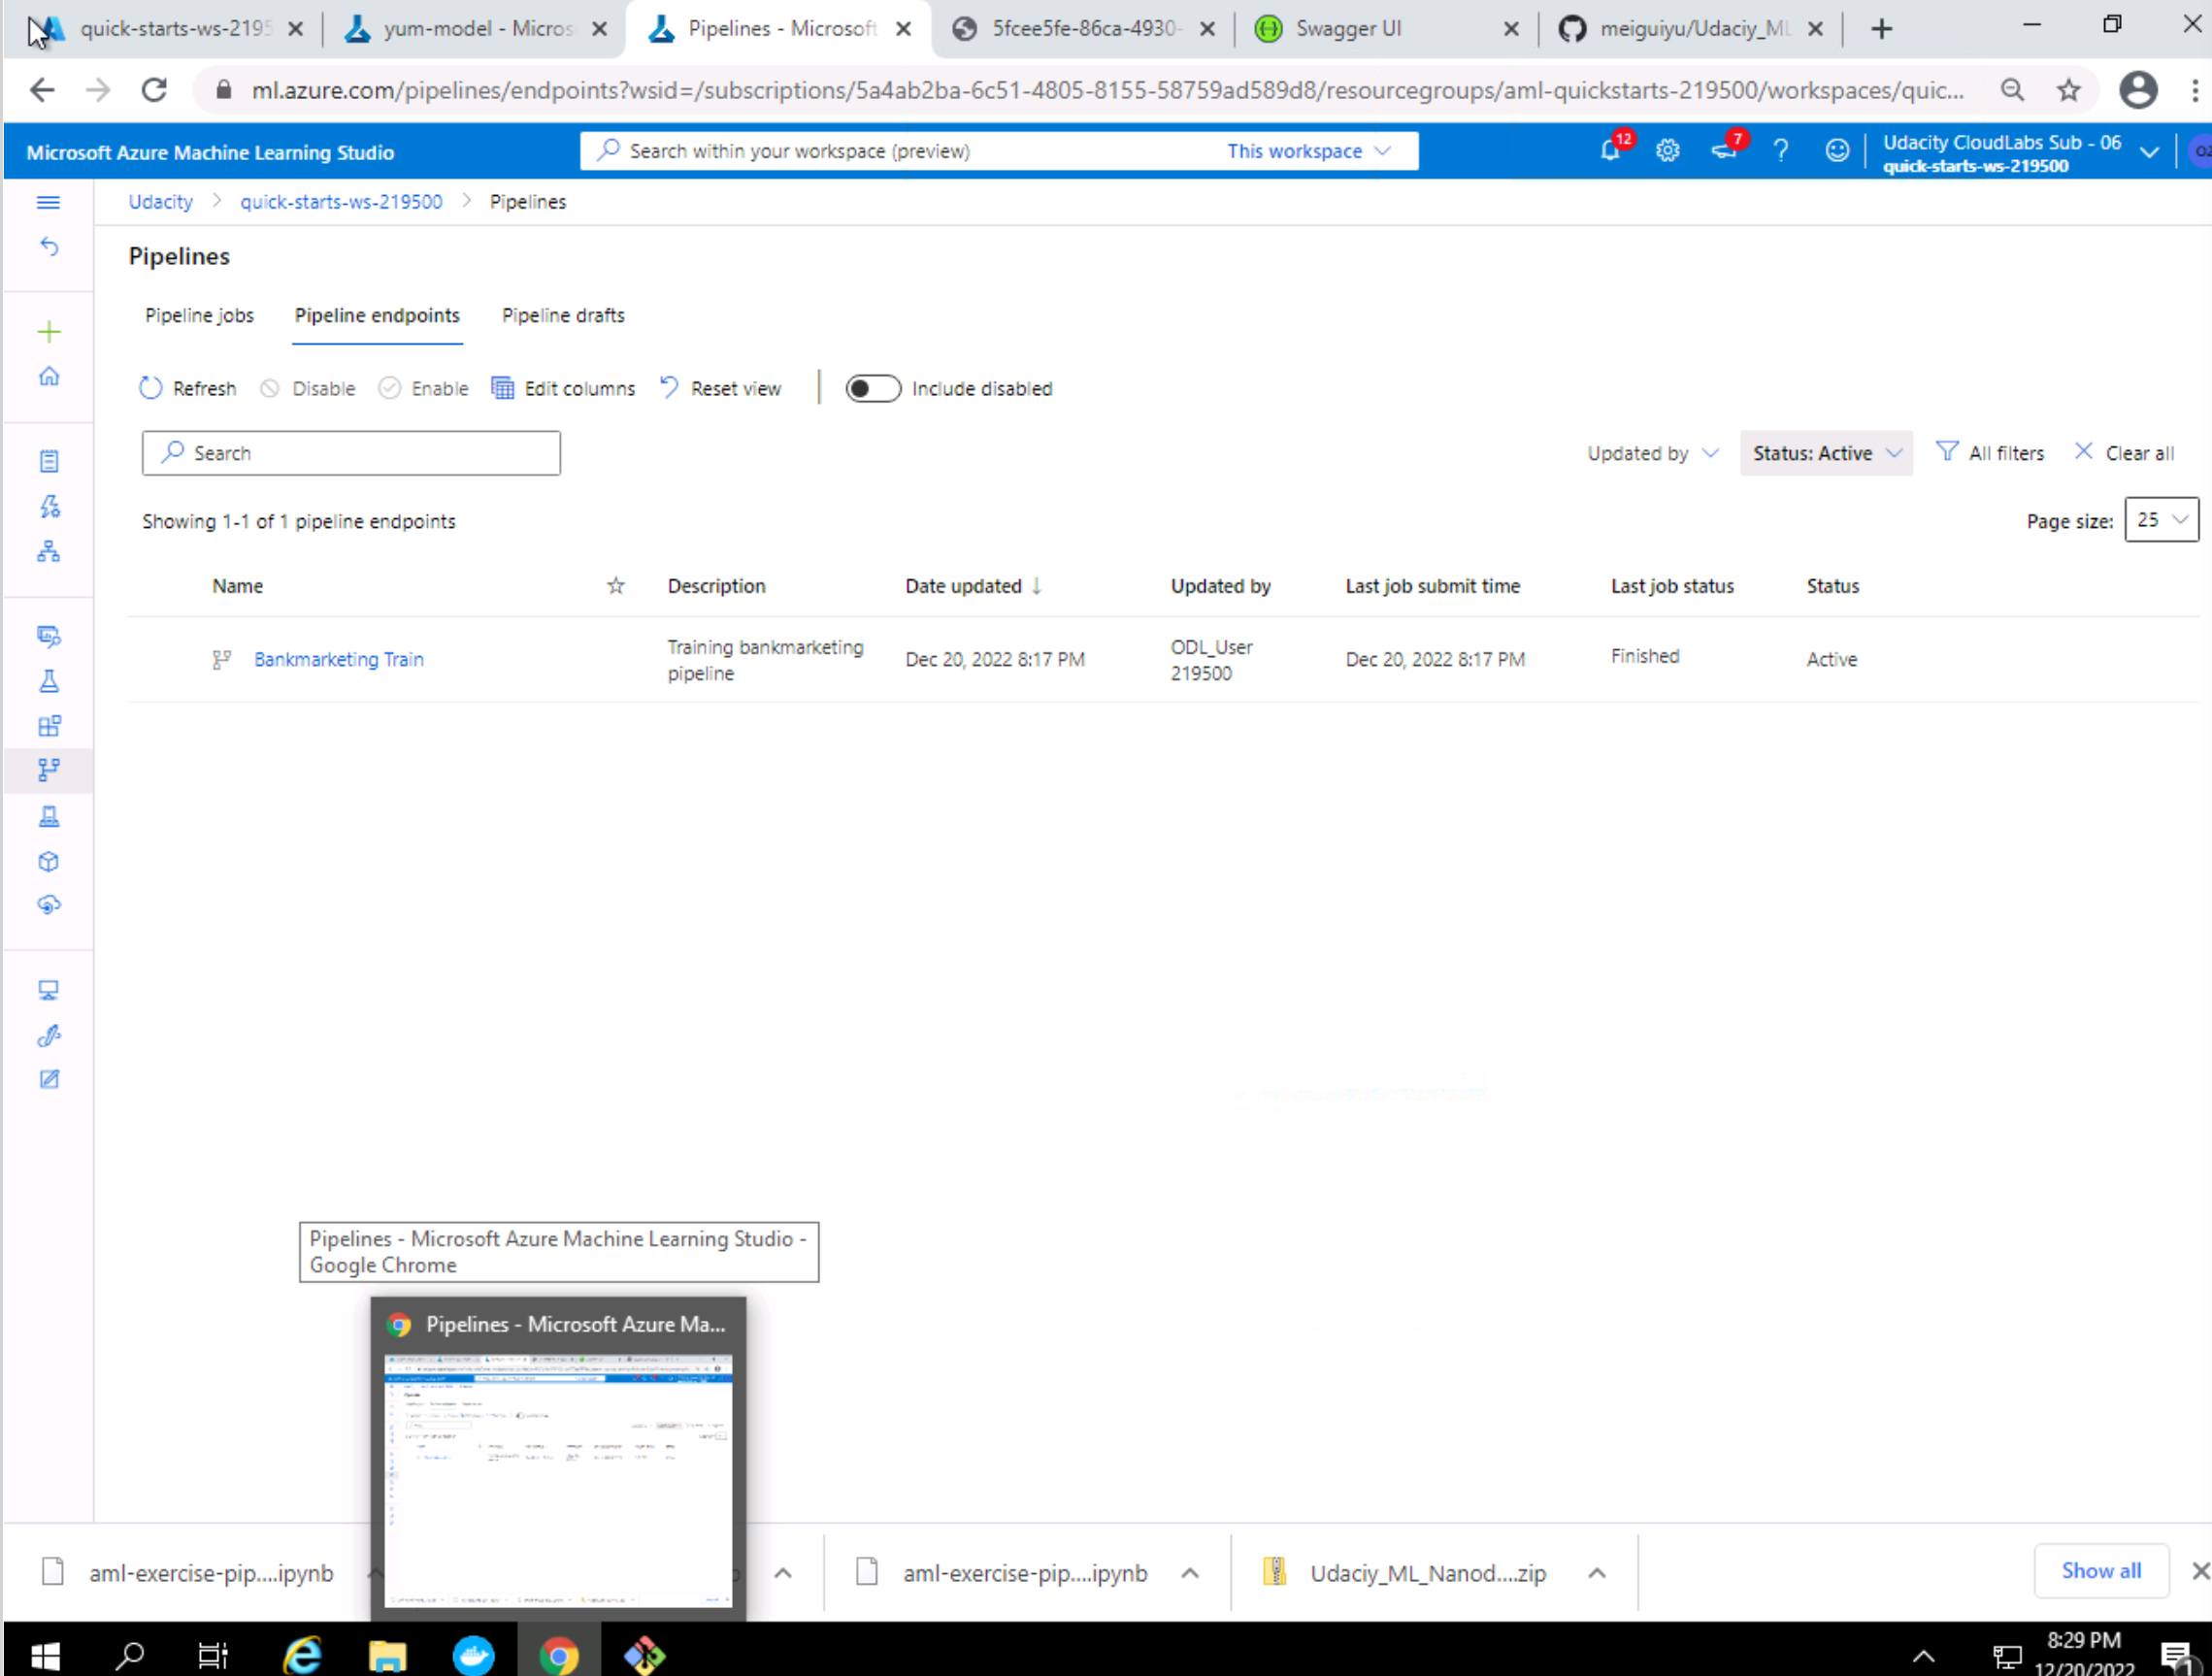 quick-starts-ws-2195
yum-model - Micros
Pipelines - Microsoft
5fcee5fe-86ca-4930-
Swagger UI
meiguiyu/Udaciy_ML
ml.azure.com/pipelines/endpoints?wsid=/subscriptions/5a4ab2ba-6c51-4805-8155-58759ad589d8/resourcegroups/aml-quickstarts-219500/workspaces/quic...
Microsoft Azure Machine Learning Studio
Search within your workspace (preview)
This workspace
12
7
?
Udacity CloudLabs Sub - 06
quick-starts-ws-219500
Udacity > quick-starts-ws-219500 > Pipelines
Pipelines
Pipeline jobs
Pipeline endpoints
Pipeline drafts
Refresh
Disable
Enable
Edit columns
Reset view
Include disabled
Search
Updated by
Status: Active
All filters
Clear all
Showing 1-1 of 1 pipeline endpoints
Page size: 25
Name
Description
Date updated ↓
Updated by
Last job submit time
Last job status
Status
Bankmarketing Train
Training bankmarketing
pipeline
Dec 20, 2022 8:17 PM
ODL_User
219500
Dec 20, 2022 8:17 PM
Finished
Active
Pipelines - Microsoft Azure Machine Learning Studio -
Google Chrome
Pipelines - Microsoft Azure Ma...
aml-exercise-pip....ipynb
aml-exercise-pip....ipynb
Udaciy_ML_Nanod....zip
Show all
8:29 PM
12/20/2022
1